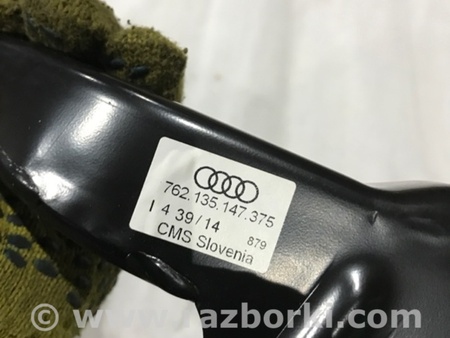 762.135.147.375
I 4 39/14 879
CMS Slovenia
© www.razborki.com